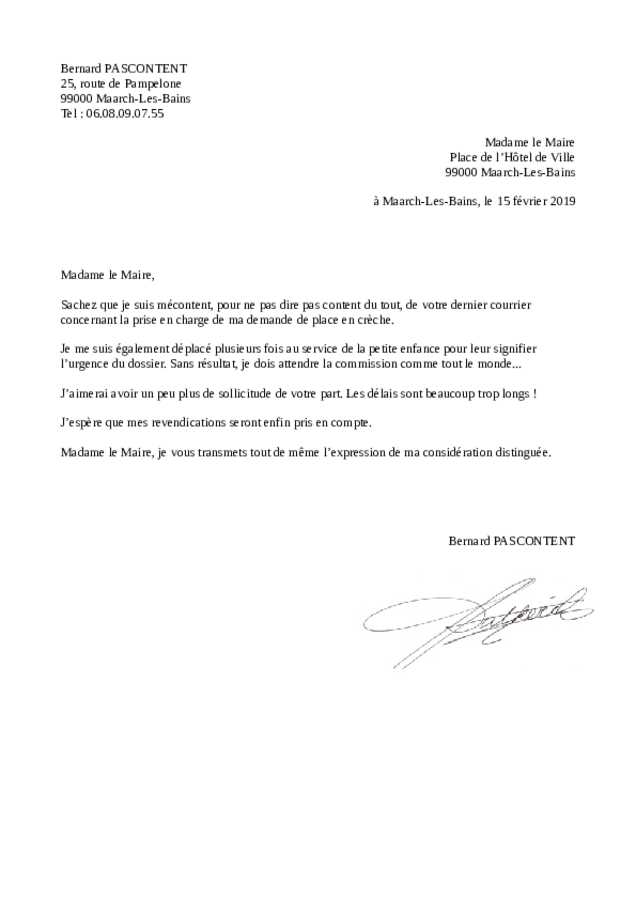 Bernard PASCONTENT
25, route de Pampelone
99000 Maarch-Les-Bains
Tel : 06.08.09.07.55
Madame le Maire
Place de l'Hôtel de Ville
99000 Maarch-Les-Bains
à Maarch-Les-Bains, le 15 février 2019
Madame le Maire,
Sachez que je suis mécontent, pour ne pas dire pas content du tout, de votre dernier courrier
concernant la prise en charge de ma demande de place en crèche.
Je me suis également déplacé plusieurs fois au service de la petite enfance pour leur signifier
l'urgence du dossier. Sans résultat, je dois attendre la commission comme tout le monde...
J'aimerai avoir un peu plus de sollicitude de votre part. Les délais sont beaucoup trop longs !
J'espère que mes revendications seront enfin pris en compte.
Madame le Maire, je vous transmets tout de même l'expression de ma considération distinguée.
Bernard PASCONTENT